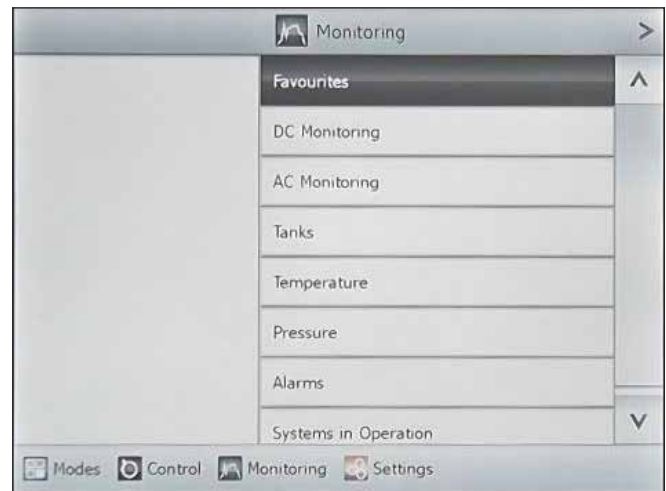 Monitoring
Favourites
DC Monitoring
AC Monitoring
Tanks
Temperature
Pressure
Alarms
Systems in Operation
Modes Control Monitoring Settings